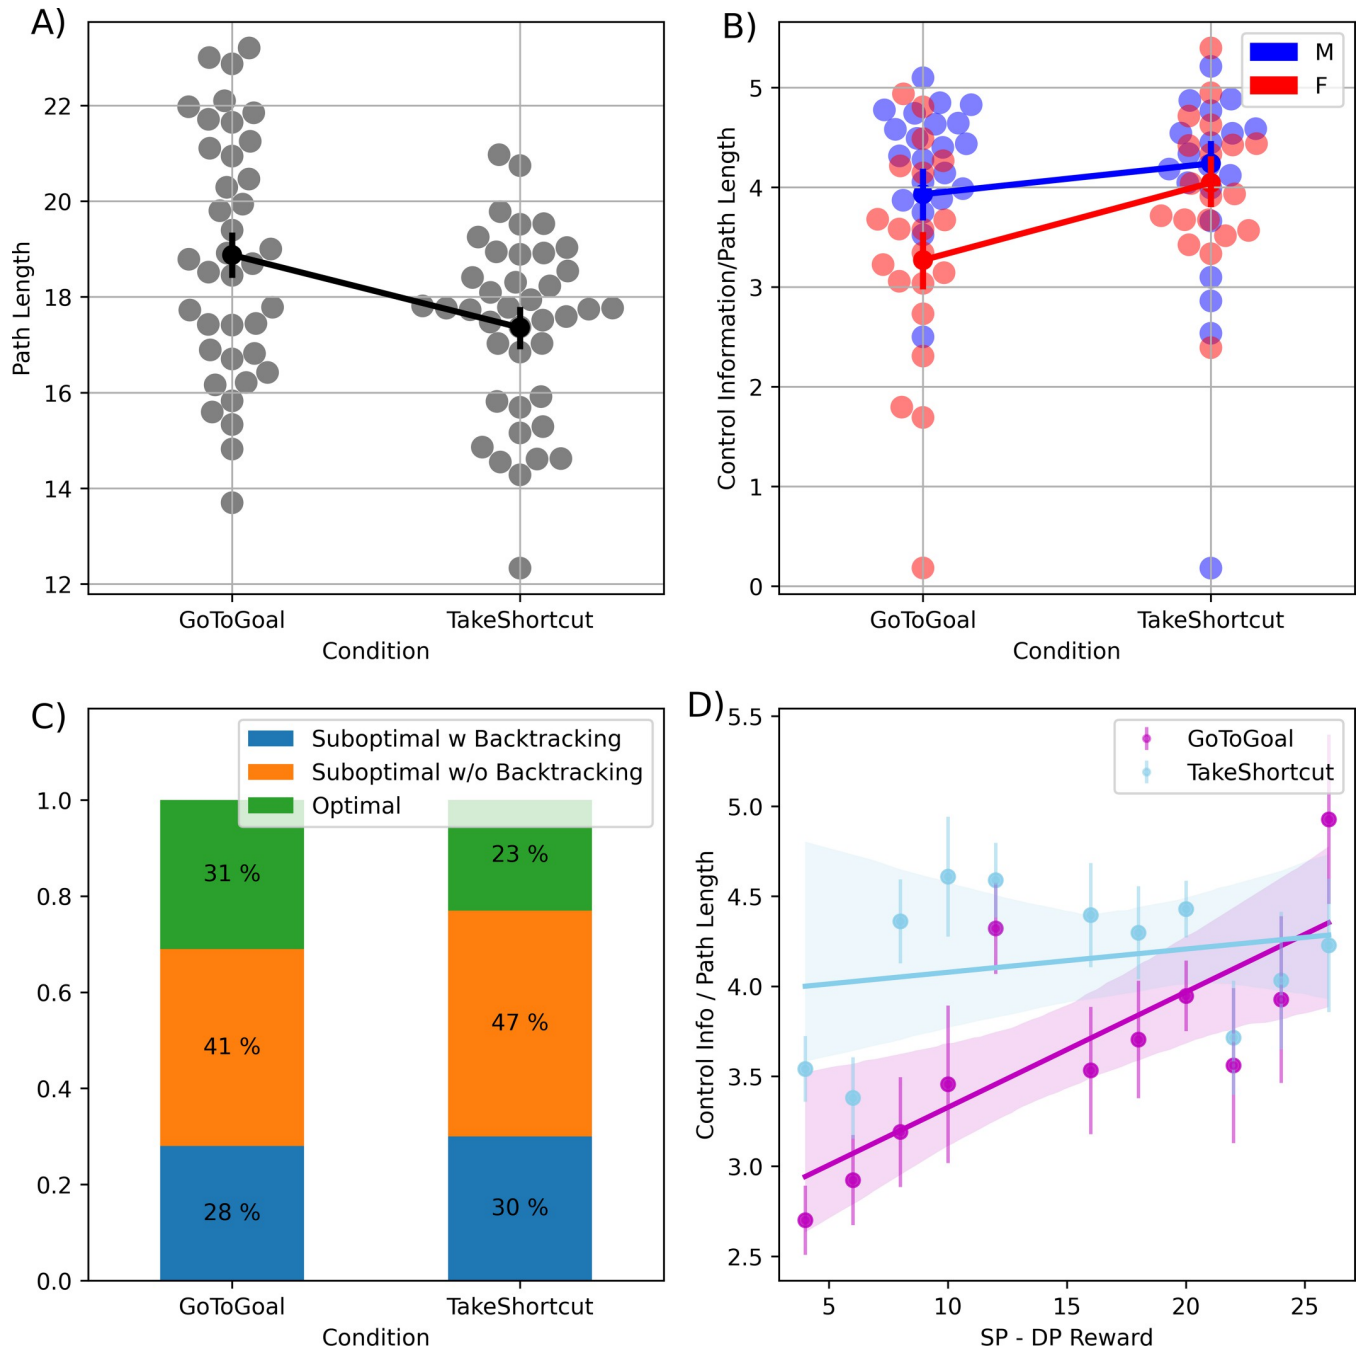 A)
Path Length
22
20
18
16
14
12
GoToGoal
TakeShortcut
Condition
B)
Control Information/Path Length
5
4
3
2
1
0
M
F
GoToGoal
TakeShortcut
Condition
C)
Suboptimal w Backtracking
Suboptimal w/o Backtracking
Optimal
1.0
0.8
0.6
0.4
0.2
0.0
31 %
41 %
28 %
23 %
47 %
30 %
GoToGoal
TakeShortcut
Condition
D)
Control Info / Path Length
5.5
5.0
4.5
4.0
3.5
3.0
2.5
GoToGoal
TakeShortcut
5
10
15
20
25
SP - DP Reward